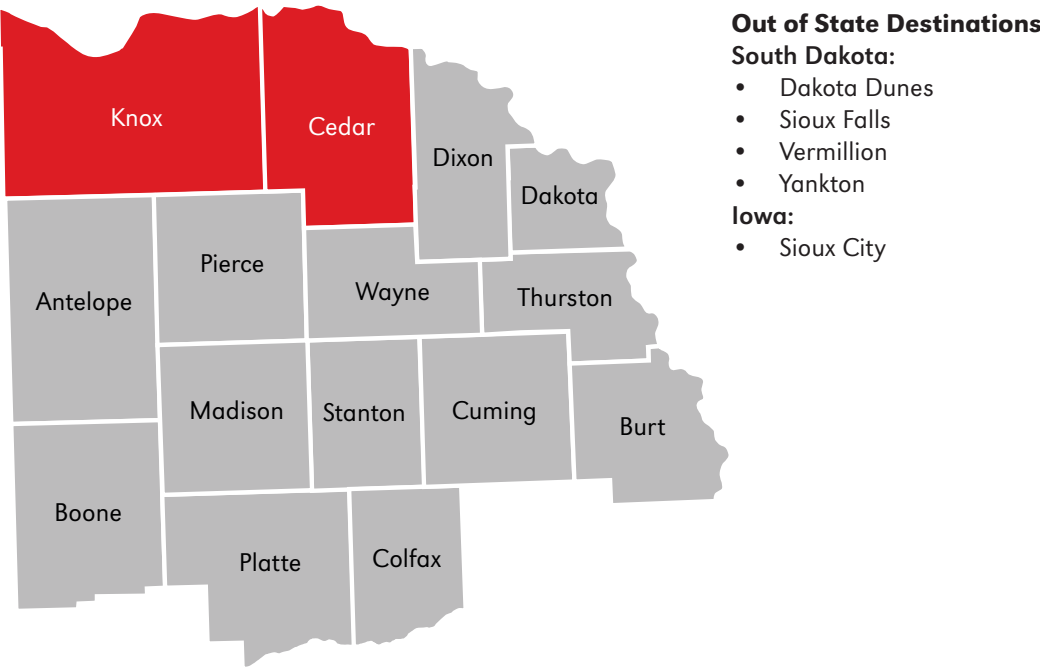 Out of State Destinations
South Dakota:
• Dakota Dunes
• Sioux Falls
• Vermillion
• Yankton
Iowa:
• Sioux City
Knox
Cedar
Dixon
Dakota
Pierce
Antelope
Wayne
Thurston
Madison
Stanton
Cuming
Burt
Boone
Platte
Colfax